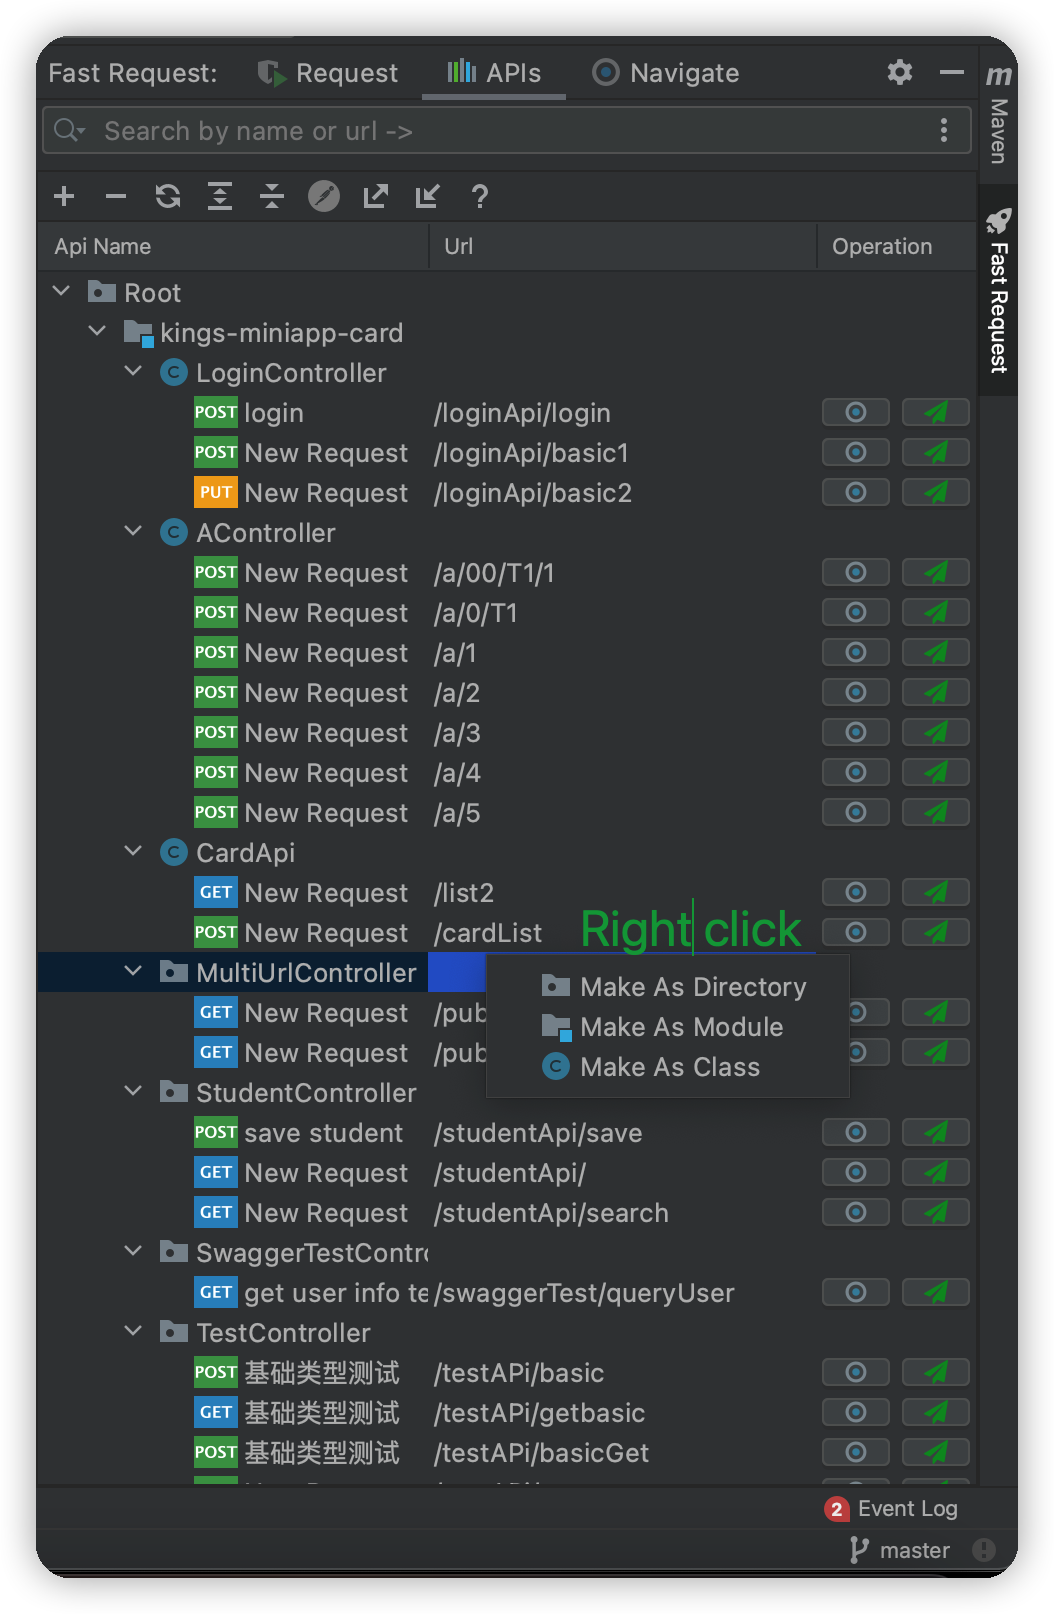 Fast Request: Request APIs Navigate
m
Maven
Search by name or url ->
Fast Request
Api Name Url Operation
Root
kings-miniapp-card
C LoginController
POST login /loginApi/login
POST New Request /loginApi/basic1
PUT New Request /loginApi/basic2
C AController
POST New Request /a/00/T1/1
POST New Request /a/0/T1
POST New Request /a/1
POST New Request /a/2
POST New Request /a/3
POST New Request /a/4
POST New Request /a/5
C CardApi
GET New Request /list2
POST New Request /cardList
Right click
MultiUrlController
Make As Directory
GET New Request /pub
Make As Module
GET New Request /pub
C Make As Class
StudentController
POST save student /studentApi/save
GET New Request /studentApi/
GET New Request /studentApi/search
SwaggerTestContro
GET get user info te /swaggerTest/queryUser
TestController
POST 基础类型测试 /testAPi/basic
GET 基础类型测试 /testAPi/getbasic
POST 基础类型测试 /testAPi/basicGet
2 Event Log
master